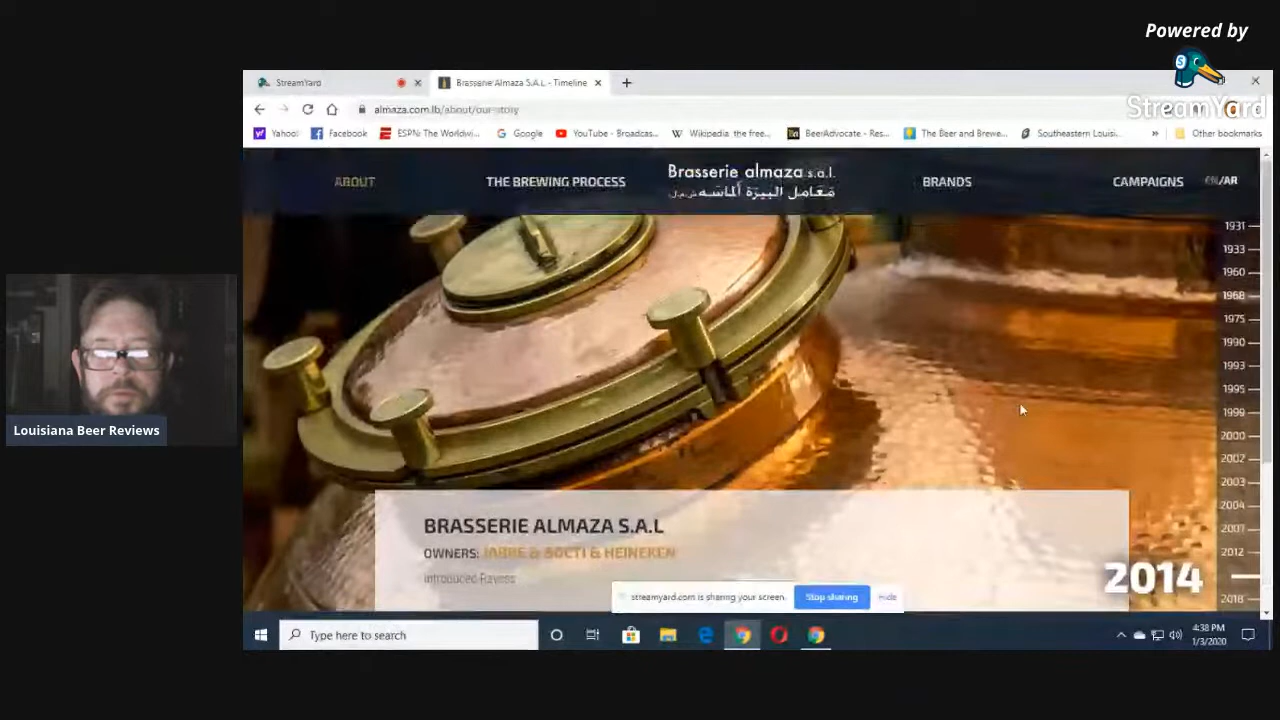 Powered by
StreamYard
StreamYard
Brasserie Almaza S.A.L - Timeline
almaza.com.lb/about/our-story
Yahoo!
Facebook
ESPN: The Worldwi...
Google
YouTube - Broadcas...
Wikipedia, the free...
BeerAdvocate - Res...
The Beer and Brewe...
Southeastern Louisi...
»
Other bookmarks
ABOUT
THE BREWING PROCESS
Brasserie almaza s.a.l.
معامل البيرة ألماسه ش.م.ل
BRANDS
CAMPAIGNS
EN/AR
1931
1933
1960
1968
1975
1990
1993
1995
1999
2000
2002
2003
2004
2007
2012
2014
2018
BRASSERIE ALMAZA S.A.L
OWNERS: JABRE & SOCTI & HEINEKEN
Introduced
streamyard.com is sharing your screen.
Stop sharing
Hide
Type here to search
4:38 PM
1/3/2020
Louisiana Beer Reviews